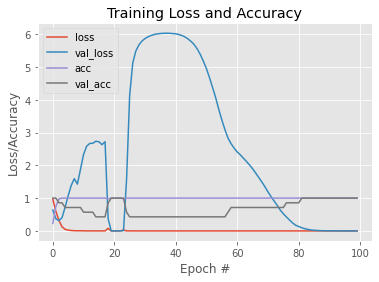 Training Loss and Accuracy
loss
val_loss
acc
val_acc
Loss/Accuracy
6
5
4
3
2
1
0
0 20 40 60 80 100
Epoch #